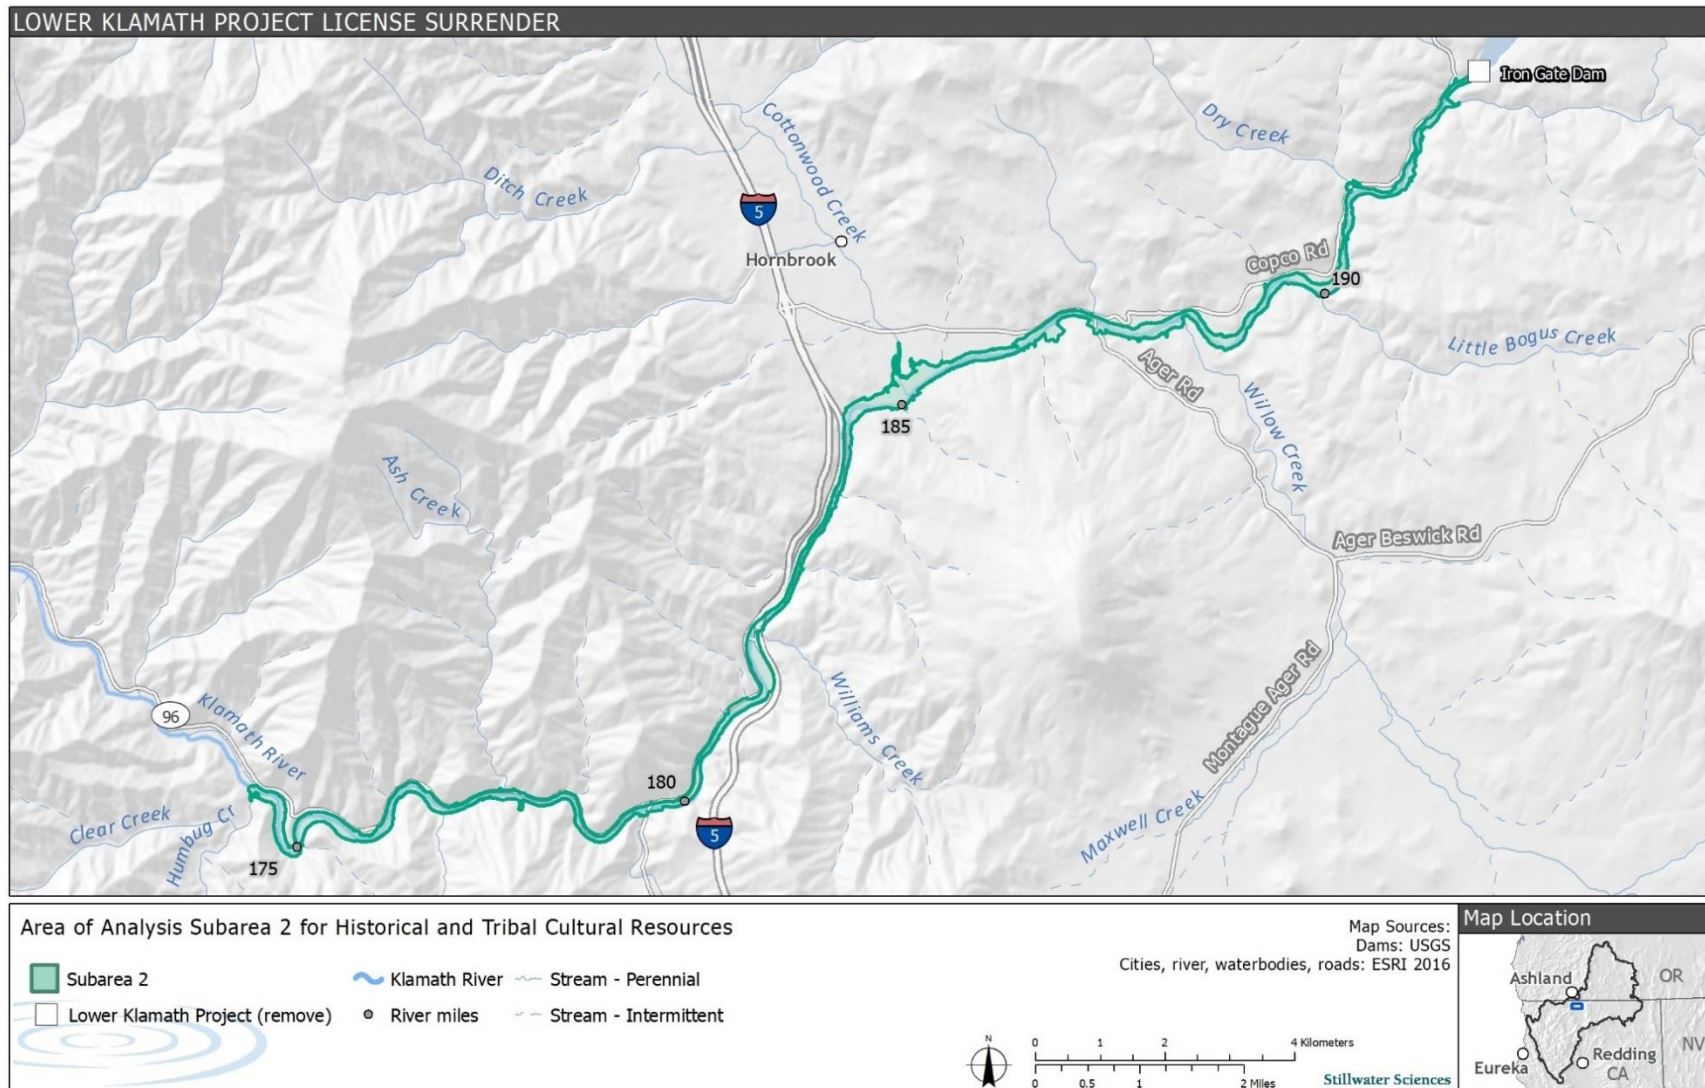 LOWER KLAMATH PROJECT LICENSE SURRENDER
Iron Gate Dam
Dry Creek
Cottonwood Creek
Ditch Creek
5
Hornbrook
Copco Rd
190
Little Bogus Creek
Ager Rd
Willow Creek
185
Ash Creek
Ager Beswick Rd
Williams Creek
Montague Ager Rd
96
Klamath River
180
5
Clear Creek
Humbug Cr
175
Maxwell Creek
Area of Analysis Subarea 2 for Historical and Tribal Cultural Resources
Subarea 2
Klamath River
Stream - Perennial
Lower Klamath Project (remove)
River miles
Stream - Intermittent
Map Sources:
Dams: USGS
Cities, river, waterbodies, roads: ESRI 2016
N
0 1 2 4 Kilometers
0 0.5 1 2 Miles
Stillwater Sciences
Map Location
Ashland
OR
Eureka
Redding
CA
NV